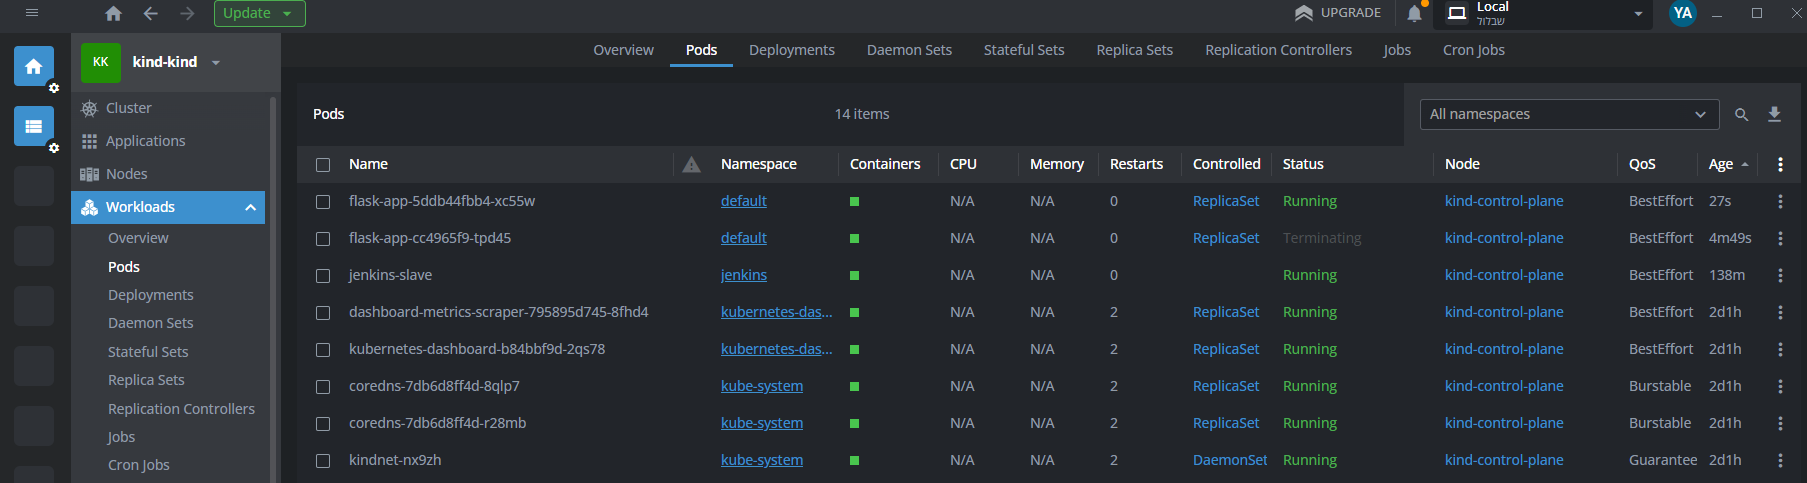 Update
UPGRADE
Local
שבלול
YA
KK
kind-kind
Cluster
Applications
Nodes
Workloads
Overview
Pods
Deployments
Daemon Sets
Stateful Sets
Replica Sets
Replication Controllers
Jobs
Cron Jobs
Overview Pods Deployments Daemon Sets Stateful Sets Replica Sets Replication Controllers Jobs Cron Jobs
Pods 14 items All namespaces
Name Namespace Containers CPU Memory Restarts Controlled Status Node QoS Age
flask-app-5ddb44fbb4-xc55w default N/A N/A 0 ReplicaSet Running kind-control-plane BestEffort 27s
flask-app-cc4965f9-tpd45 default N/A N/A 0 ReplicaSet Terminating kind-control-plane BestEffort 4m49s
jenkins-slave jenkins N/A N/A 0 Running kind-control-plane BestEffort 138m
dashboard-metrics-scraper-795895d745-8fhd4 kubernetes-das... N/A N/A 2 ReplicaSet Running kind-control-plane BestEffort 2d1h
kubernetes-dashboard-b84bbf9d-2qs78 kubernetes-das... N/A N/A 2 ReplicaSet Running kind-control-plane BestEffort 2d1h
coredns-7db6d8ff4d-8qlp7 kube-system N/A N/A 2 ReplicaSet Running kind-control-plane Burstable 2d1h
coredns-7db6d8ff4d-r28mb kube-system N/A N/A 2 ReplicaSet Running kind-control-plane Burstable 2d1h
kindnet-nx9zh kube-system N/A N/A 2 DaemonSet Running kind-control-plane Guarantee 2d1h